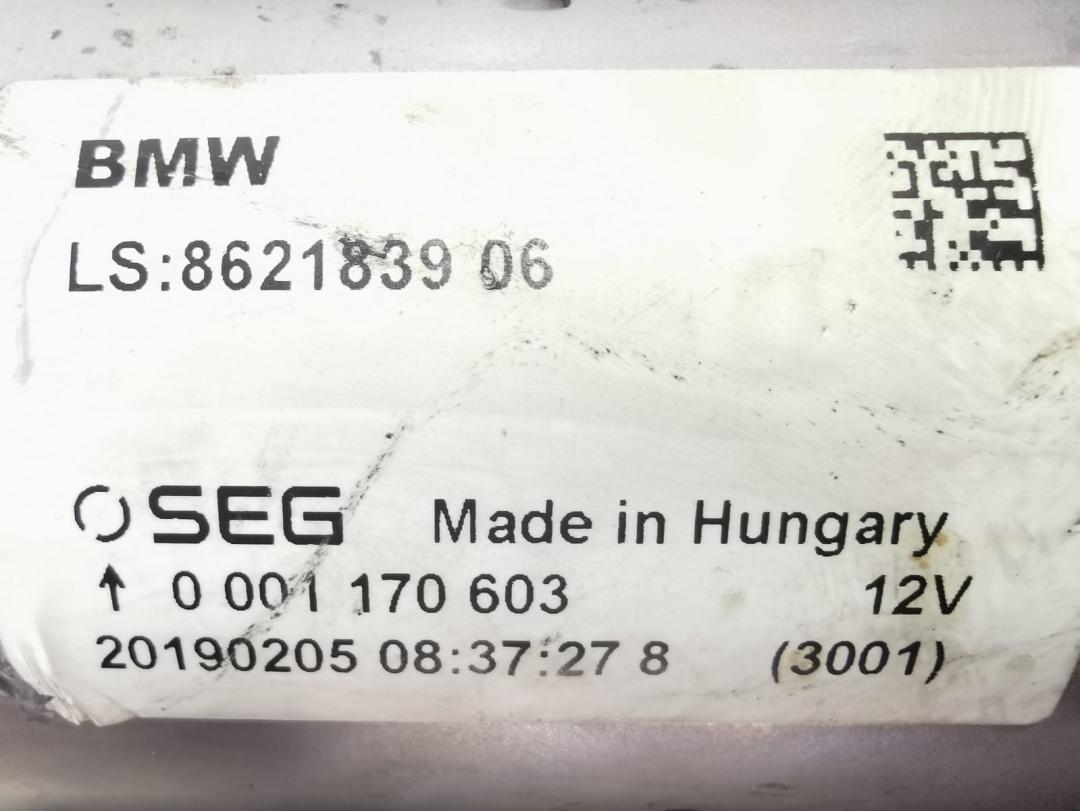 BMW
LS:8621839 06
SEG Made in Hungary
↑ 0 001 170 603 12V
20190205 08:37:27 8 (3001)